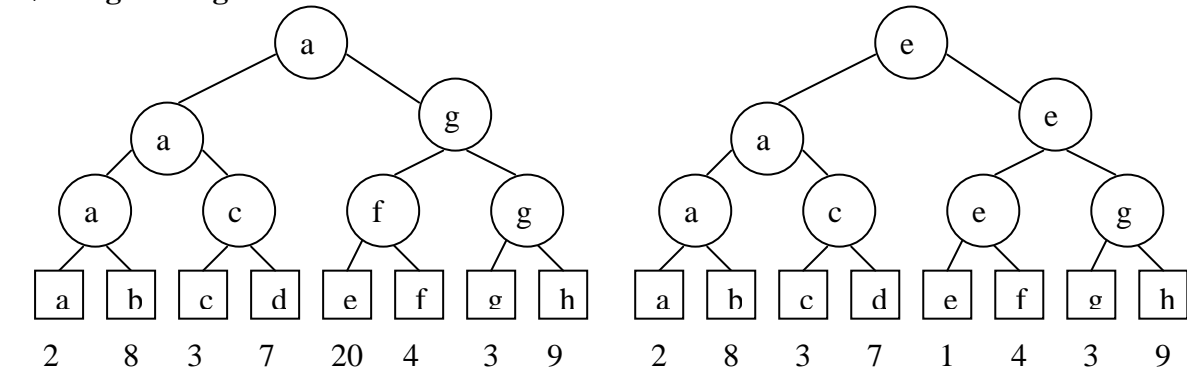 a e
g e
a a
a c f g a c e g
a b c d e f g h a b c d e f g h
2 8 3 7 20 4 3 9 2 8 3 7 1 4 3 9